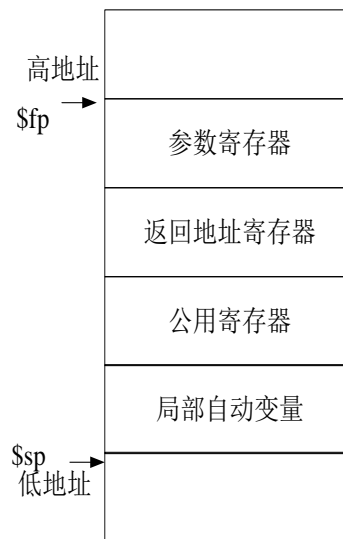 高地址
$fp
参数寄存器
返回地址寄存器
公用寄存器
局部自动变量
$sp
低地址